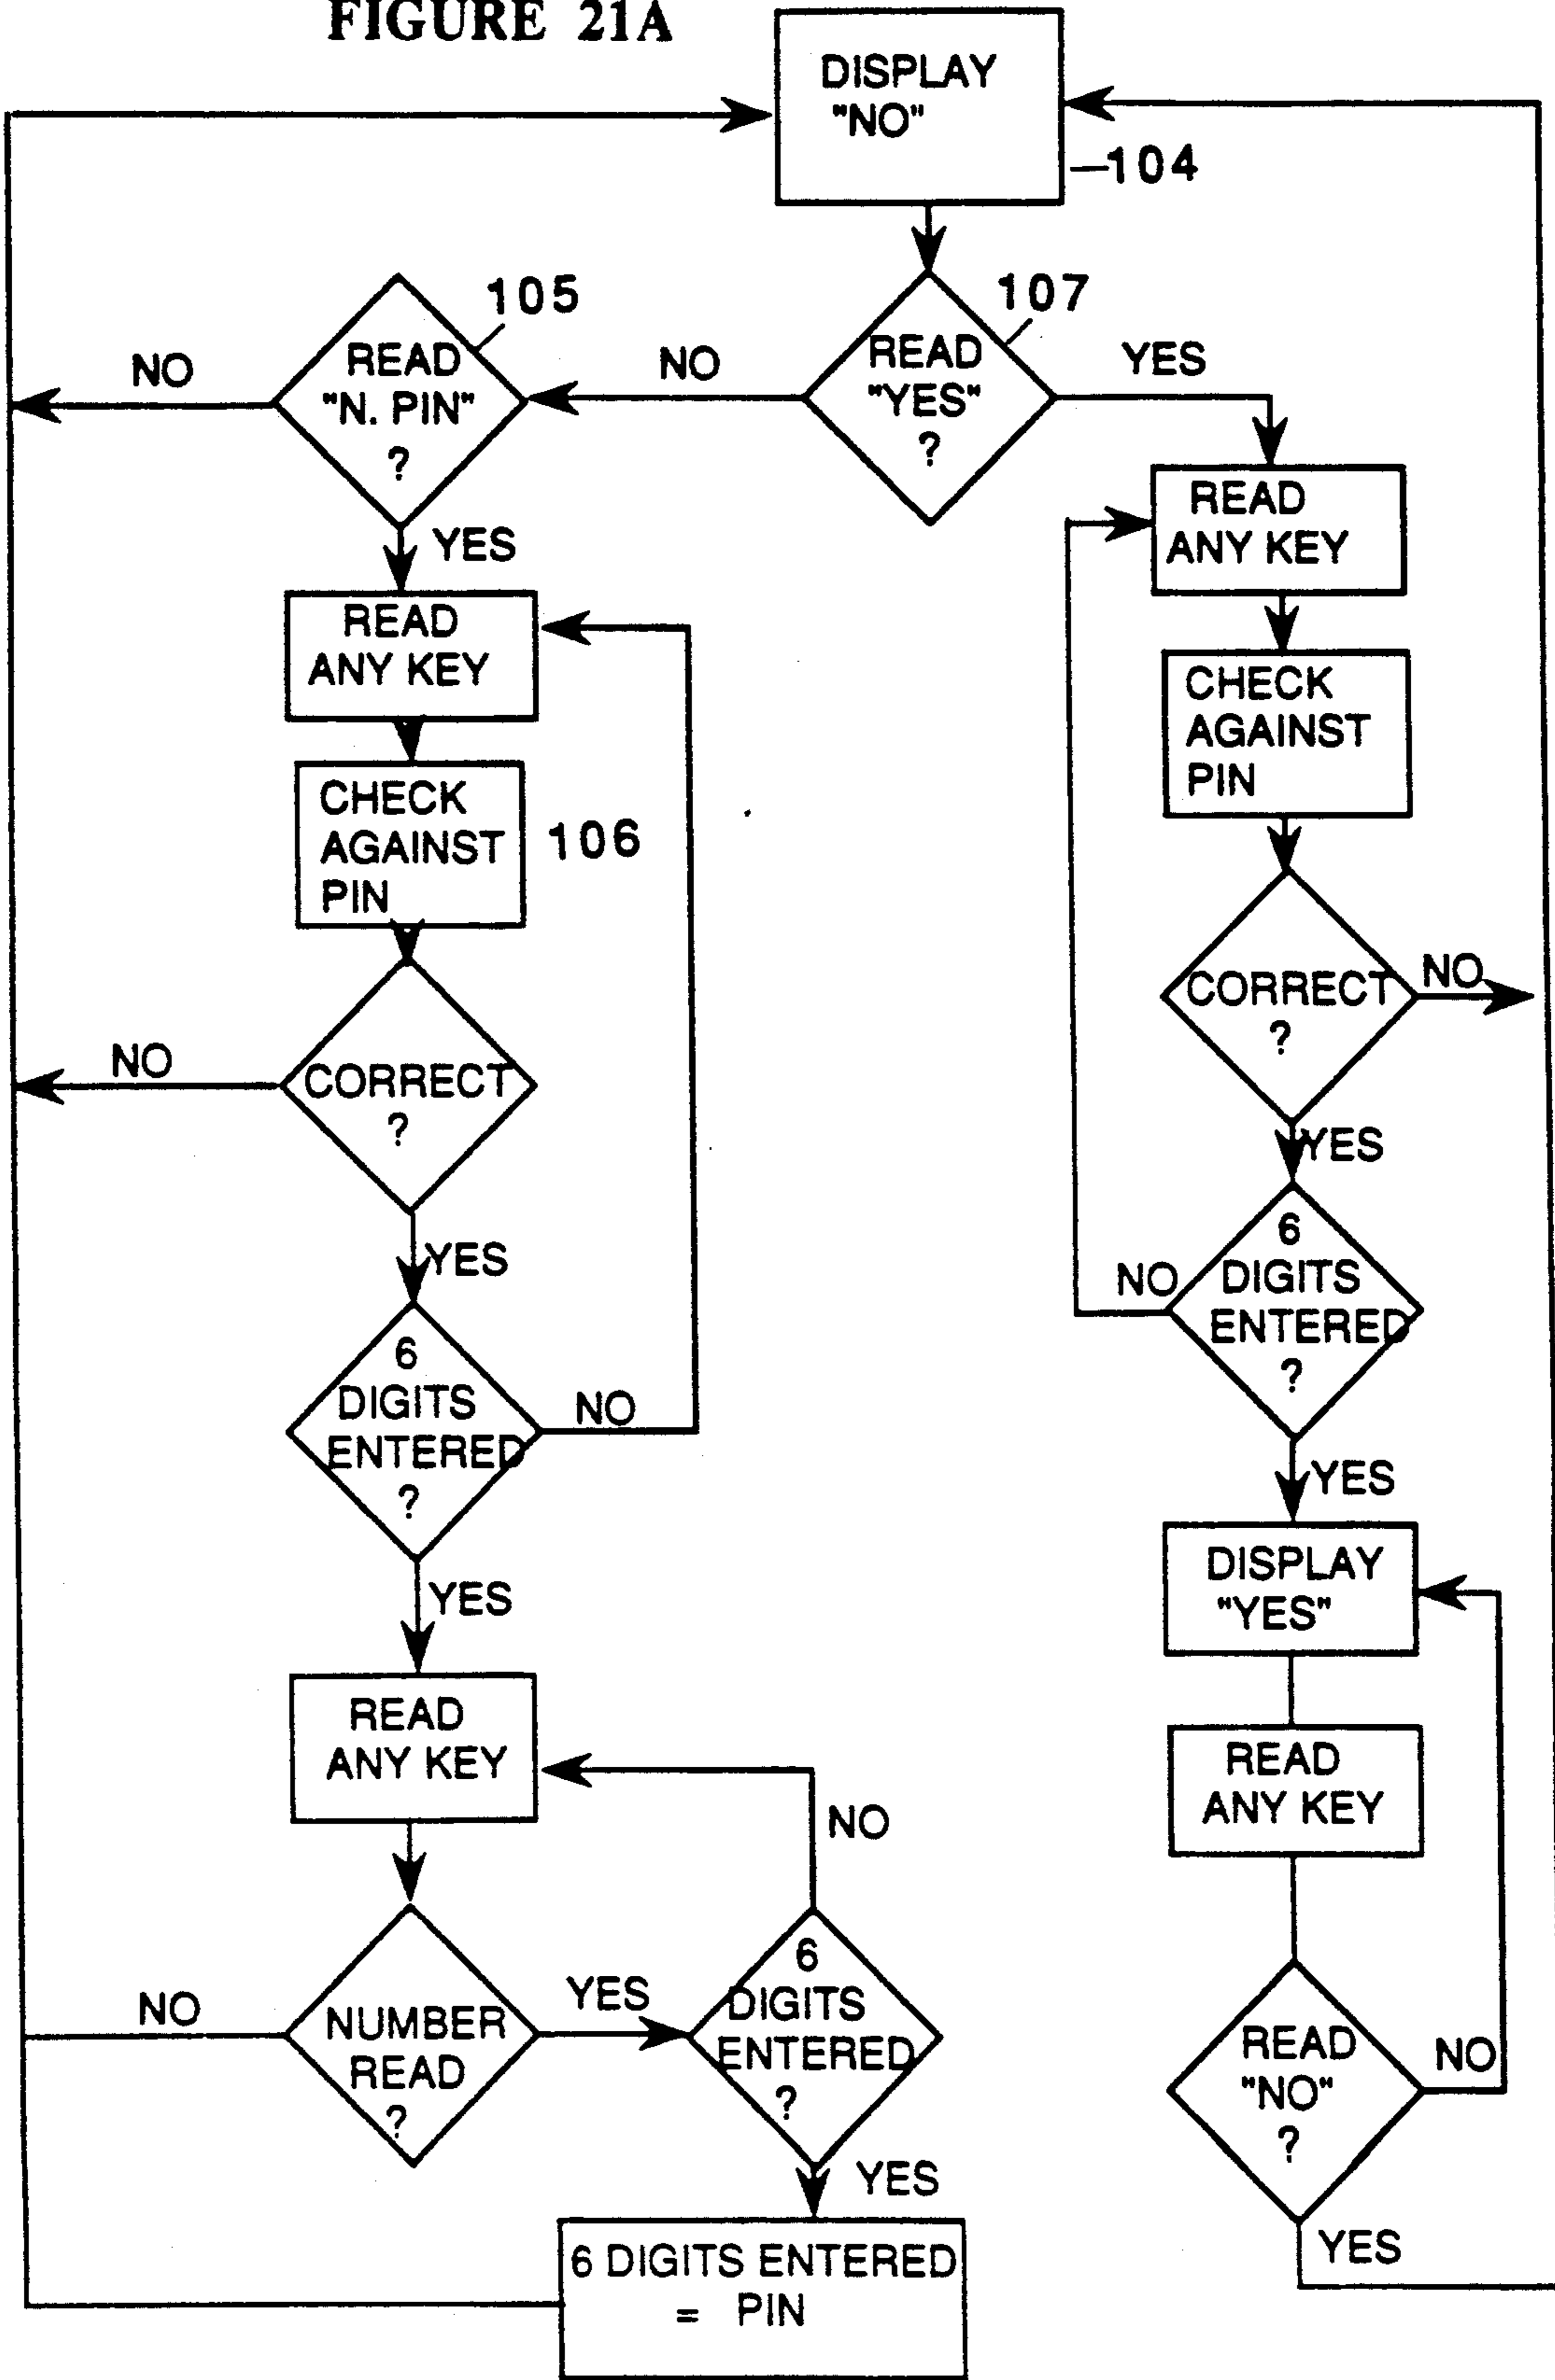 FIGURE 21A
DISPLAY
"NO"
104
105
107
READ
"N. PIN"
?
NO
NO
READ
"YES"
?
YES
YES
READ
ANY KEY
READ
ANY KEY
CHECK
AGAINST
PIN
CHECK
AGAINST
PIN
106
CORRECT
?
NO
CORRECT
?
NO
YES
YES
6
DIGITS
ENTERED
?
NO
6
DIGITS
ENTERED
?
NO
YES
YES
DISPLAY
"YES"
READ
ANY KEY
READ
ANY KEY
NO
NUMBER
READ
?
NO
YES
6
DIGITS
ENTERED
?
READ
"NO"
?
NO
YES
YES
6 DIGITS ENTERED
= PIN